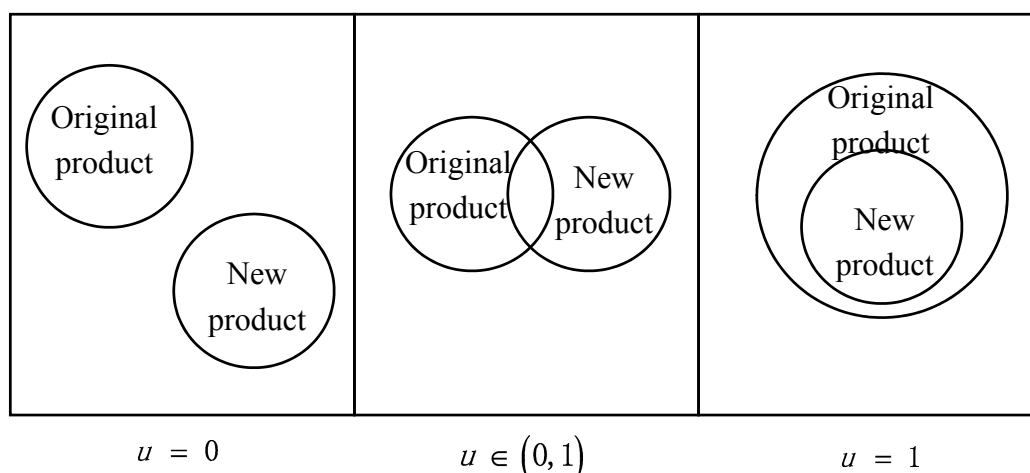 Original
product
New
product
u = 0
Original
product
New
product
u ∈ (0, 1)
Original
product
New
product
u = 1